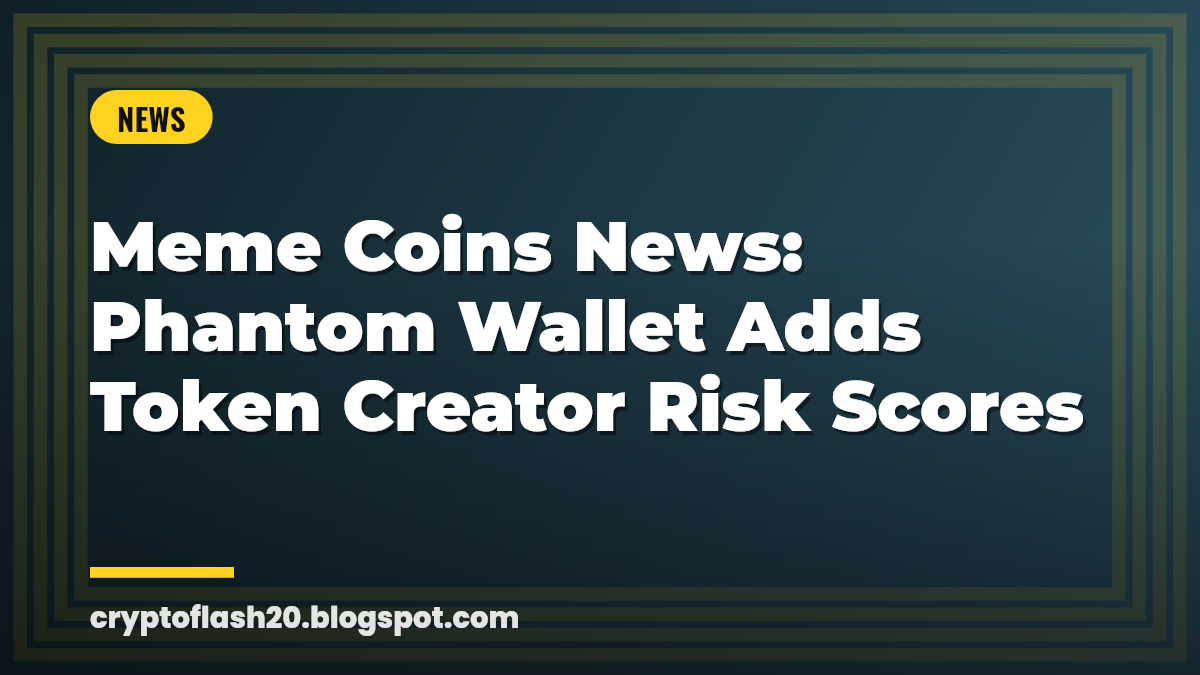 NEWS
Meme Coins News:
Phantom Wallet Adds
Token Creator Risk Scores
cryptoflash20.blogspot.com